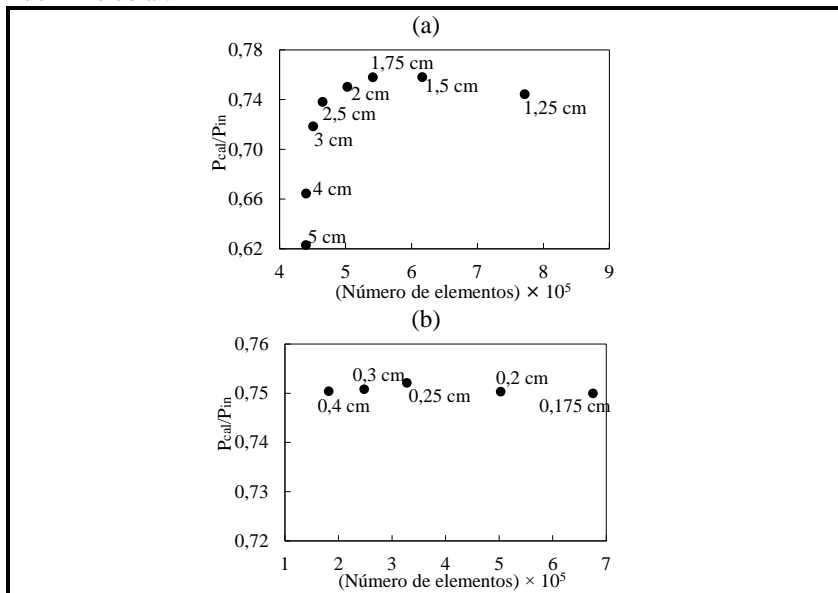 (a)
0,78
0,74
0,70
0,66
0,62
Pcal/Pin
1,75 cm
2 cm
1,5 cm
2,5 cm
1,25 cm
3 cm
4 cm
5 cm
4 5 6 7 8 9
(Número de elementos) × 10⁵
(b)
0,76
0,75
0,74
0,73
0,72
Pcal/Pin
0,3 cm
0,2 cm
0,4 cm
0,25 cm
0,175 cm
1 2 3 4 5 6 7
(Número de elementos) × 10⁵